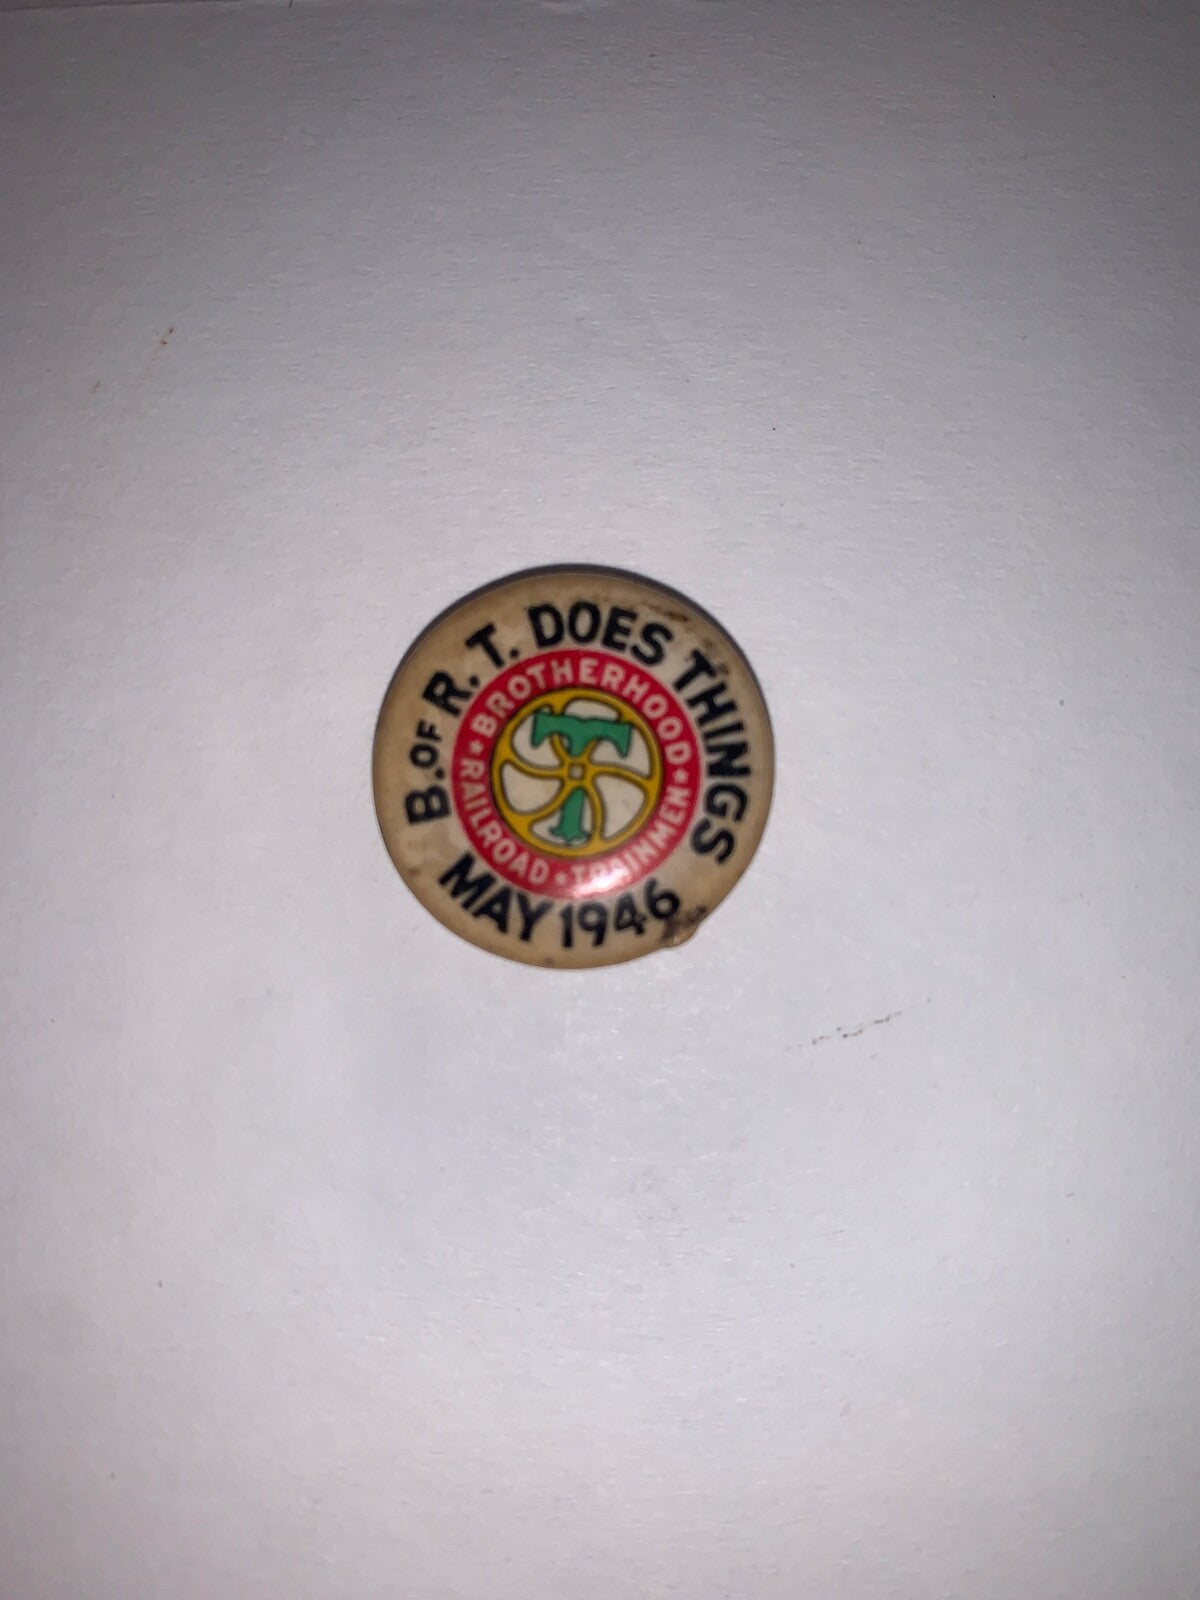 B. OF R. T. DOES THINGS
BROTHERHOOD
RAILROAD • TRAINMEN
T
MAY 1946